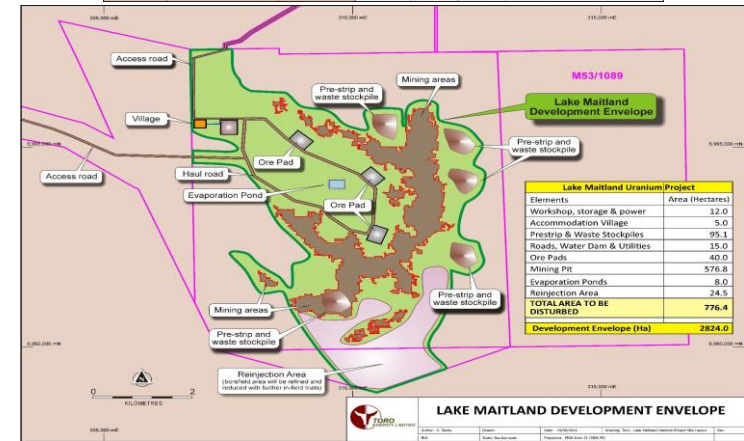 Access road
Pre-strip and
waste stockpile
Mining areas
M53/1089
Lake Maitland
Development Envelope
Village
Pre-strip and
waste stockpile
Ore Pad
Access road
Haul road
Evaporation Pond
Ore Pad
Lake Maitland Uranium Project
Elements Area (Hectares)
Workshop, storage & power 12.0
Accommodation Village 5.0
Prestrip & Waste Stockpiles 95.1
Roads, Water Dam & Utilities 15.0
Ore Pads 40.0
Mining Pit 576.8
Evaporation Ponds 8.0
Reinjection Area 24.5
TOTAL AREA TO BE
DISTURBED 776.4
Development Envelope (Ha) 2824.0
Mining areas
Pre-strip and
waste stockpile
Pre-strip and
waste stockpile
Reinjection Area
(borefield area will be refined and
reduced with further in-field trials)
0 2
KILOMETRES
TORO
ENERGY LIMITED
LAKE MAITLAND DEVELOPMENT ENVELOPE